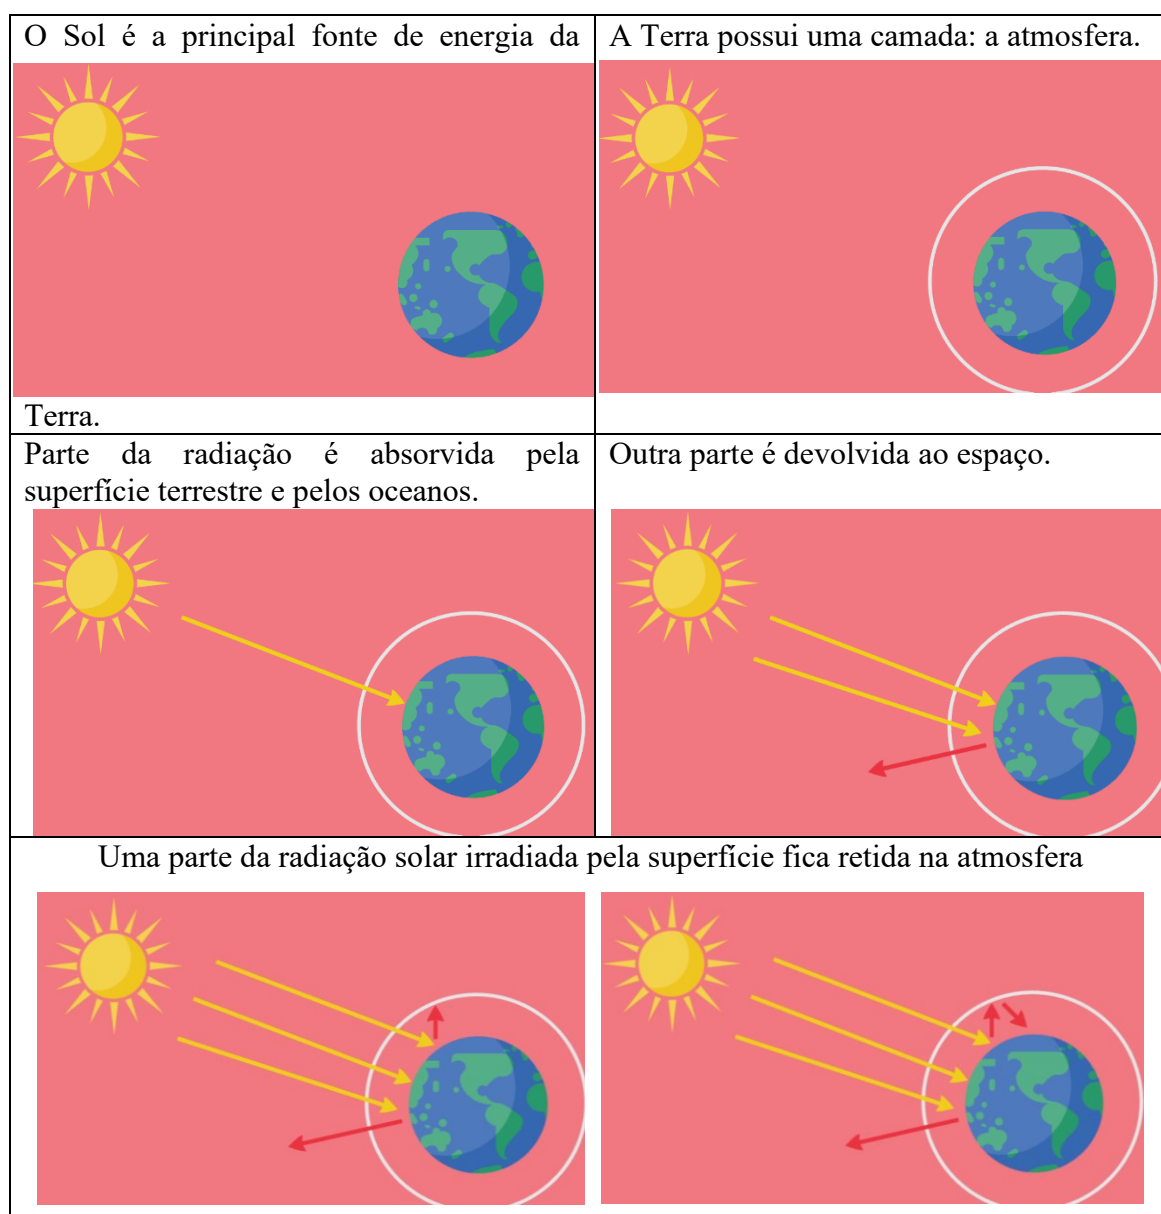 O Sol é a principal fonte de energia da
Terra.
A Terra possui uma camada: a atmosfera.
Parte da radiação é absorvida pela
superfície terrestre e pelos oceanos.
Outra parte é devolvida ao espaço.
Uma parte da radiação solar irradiada pela superfície fica retida na atmosfera